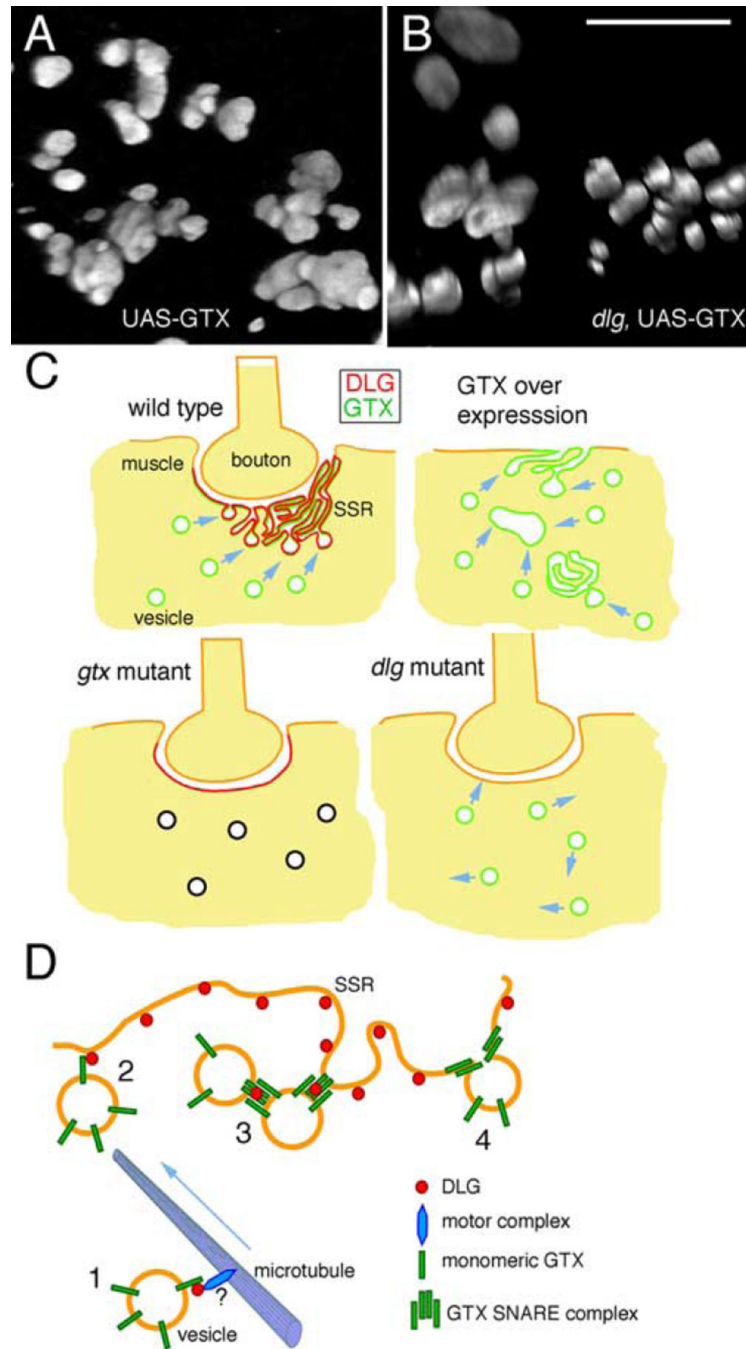 A
B
UAS-GTX
dlg, UAS-GTX
C
wild type
DLG
GTX
GTX over
expresssion
muscle
bouton
SSR
vesicle
gtx mutant
dlg mutant
D
SSR
2
3
4
1
?
microtubule
vesicle
DLG
motor complex
monomeric GTX
GTX SNARE complex